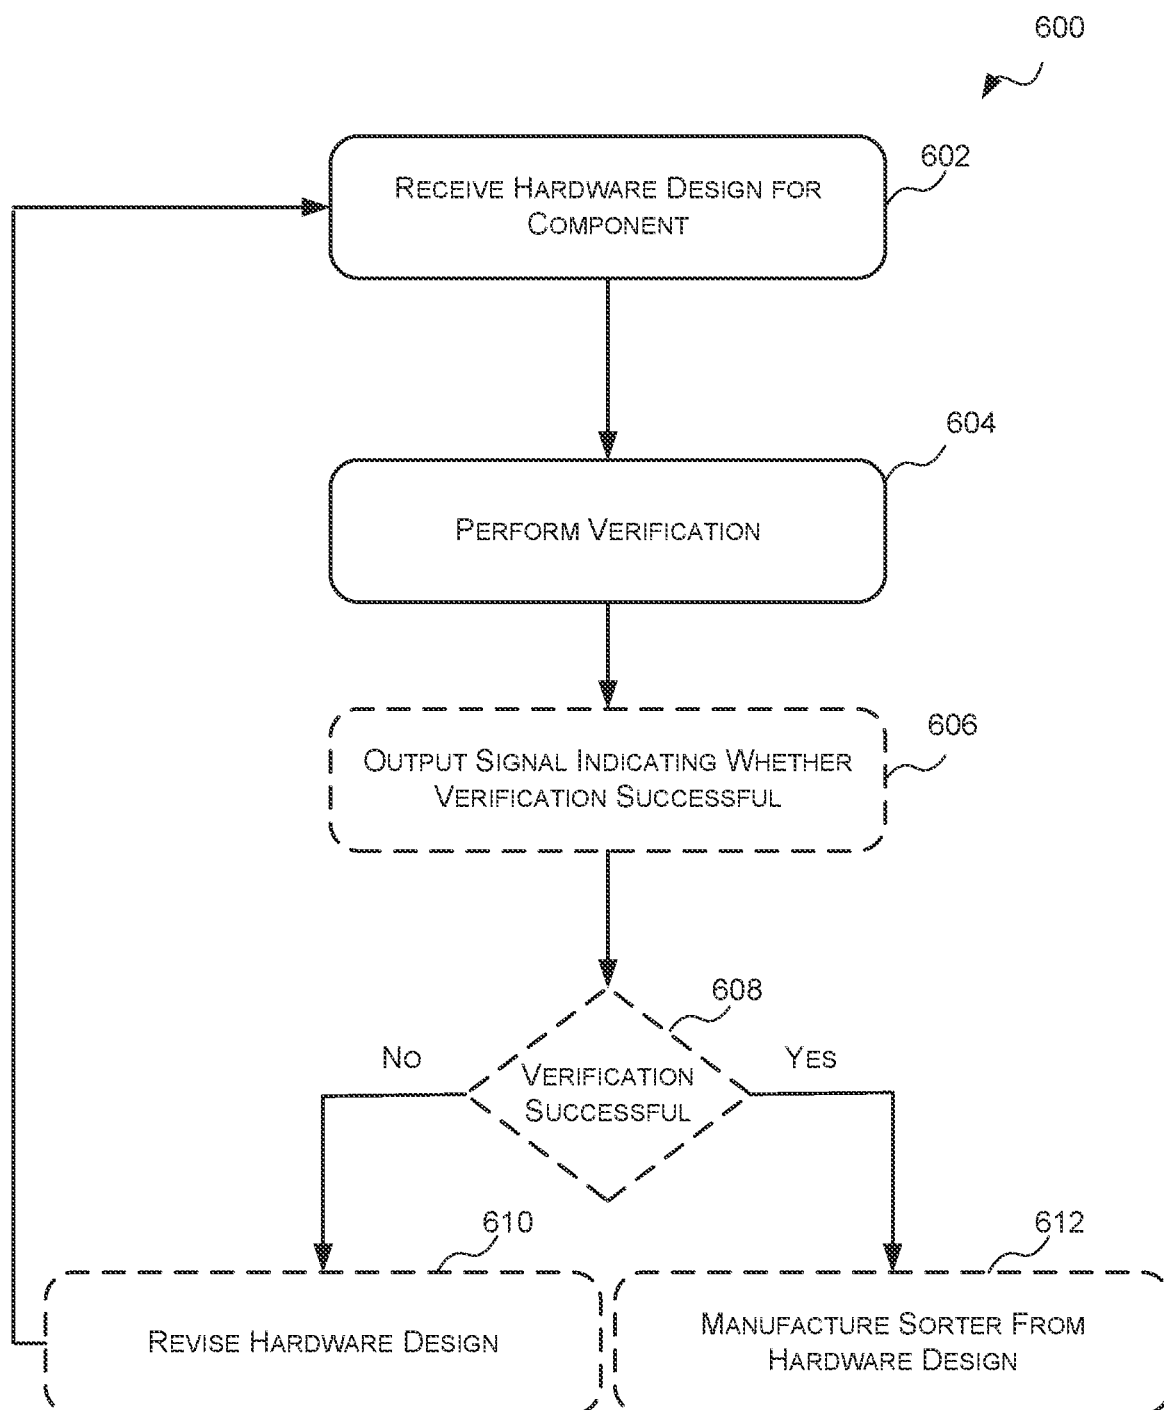 600
602
RECEIVE HARDWARE DESIGN FOR
COMPONENT
604
PERFORM VERIFICATION
606
OUTPUT SIGNAL INDICATING WHETHER
VERIFICATION SUCCESSFUL
608
NO
YES
VERIFICATION
SUCCESSFUL
610
612
REVISE HARDWARE DESIGN
MANUFACTURE SORTER FROM
HARDWARE DESIGN